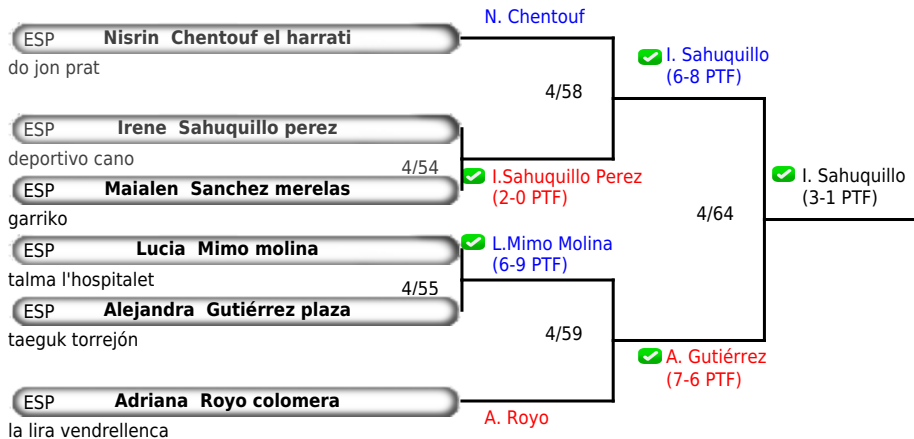 N. Chentouf
ESP Nisrin Chentouf el harrati
do jon prat
I. Sahuquillo
(6-8 PTF)
4/58
ESP Irene Sahuquillo perez
deportivo cano
4/54
I.Sahuquillo Perez
(2-0 PTF)
I. Sahuquillo
(3-1 PTF)
ESP Maialen Sanchez merelas
garriko
4/64
ESP Lucia Mimo molina
L.Mimo Molina
(6-9 PTF)
talma l'hospitalet
4/55
ESP Alejandra Gutiérrez plaza
taeguk torrejón
4/59
A. Gutiérrez
(7-6 PTF)
ESP Adriana Royo colomera
A. Royo
la lira vendrellenca